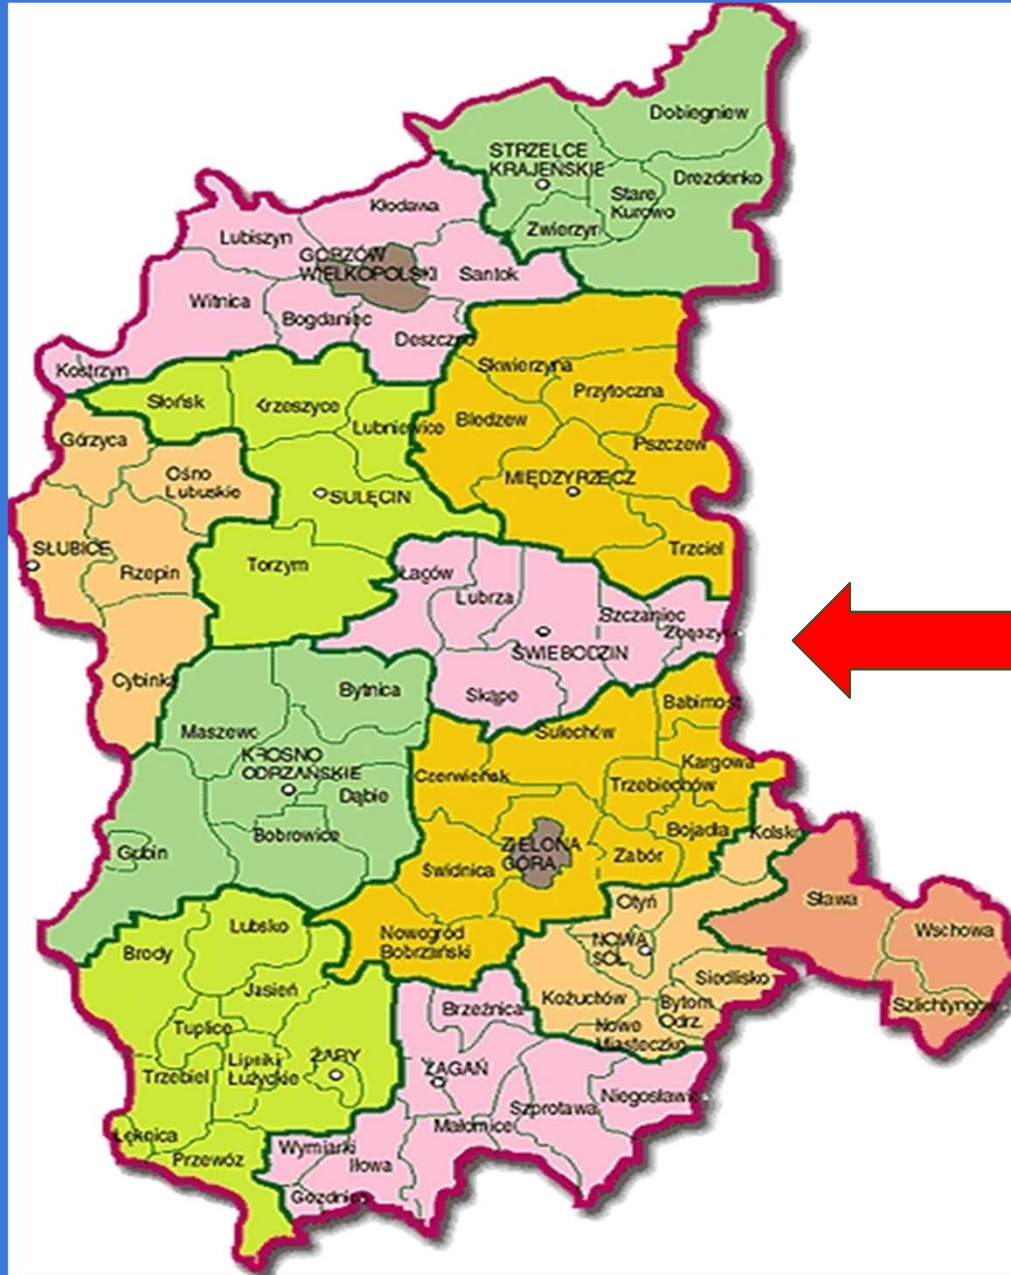 Dobiegniew
STRZELCE
KRAJEŃSKIE
Drezdenko
Stare
Kurowo
Zwierzyn
Kłodawa
Lubiszyn
GORZÓW
WIELKOPOLSKI
Santok
Witnica
Bogdaniec
Deszczno
Kostrzyn
Skwierzyna
Przytoczna
Słońsk
Krzeszyce
Lubniewice
Bledzew
Pszczew
Górzyca
Ośno
Lubuskie
SULĘCIN
MIĘDZYRZECZ
SŁUBICE
Rzepin
Torzym
Trzciel
Łagów
Lubrza
Szczaniec
Zbąszyn
ŚWIEBODZIN
Cybinka
Bytnica
Skąpe
Babimost
Maszewo
Sulechów
KROSNO
ODRZAŃSKIE
Czerwieńsk
Kargowa
Trzebiechów
Dąbie
Bobrowice
Bojadła
Kolsko
Gubin
ZIELONA
GÓRA
Zabór
Świdnica
Otyń
Sława
Wschowa
Lubsko
Brody
Nowogród
Bobrzański
NOWA
SÓL
Siedlisko
Jasień
Kożuchów
Bytom
Odrz.
Szlichtyngow
Brzeźnica
Nowe
Miasteczko
Tuplice
Lipinki
Łużyckie
ŻARY
Trzebiel
ŻAGAŃ
Niegosławic
Szprotawa
Małomice
Łęknica
Przewóz
Wymiarki
Iłowa
Gozdnica